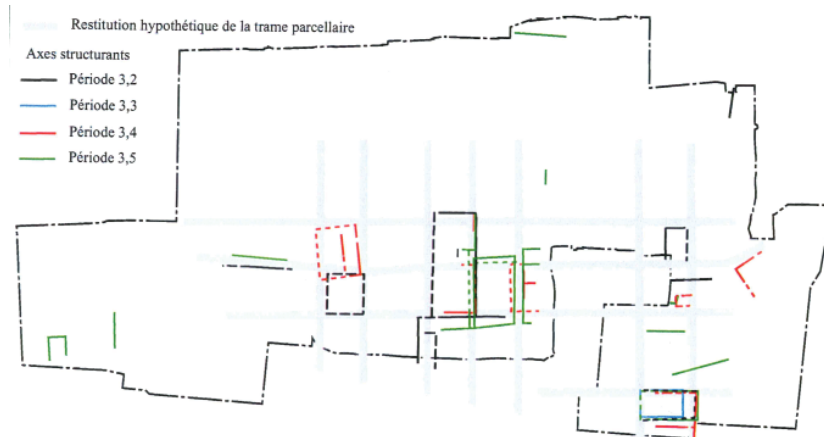 Restitution hypothétique de la trame parcellaire
Axes structurants
Période 3,2
Période 3,3
Période 3,4
Période 3,5